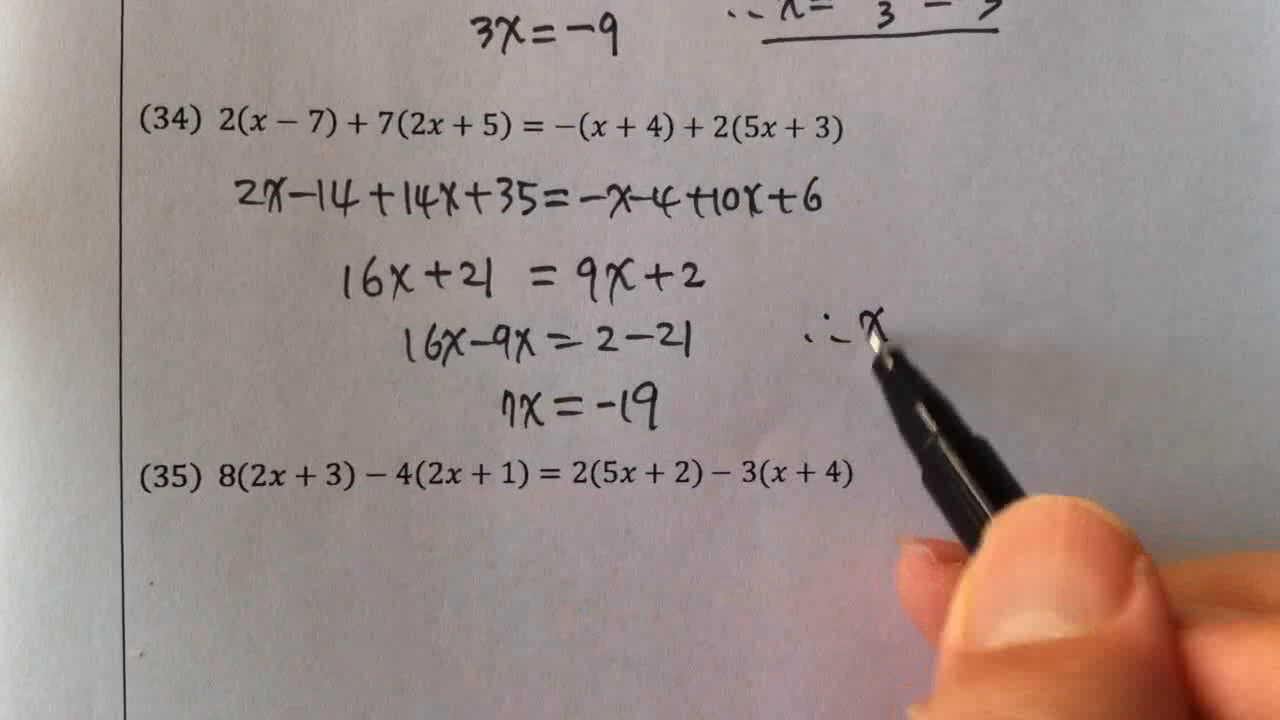 3x=-9
∴x=
(34) 2(x − 7) + 7(2x + 5) = −(x + 4) + 2(5x + 3)
2x-14+14x+35=-x-4+10x+6
16x+21 = 9x+2
16x-9x=2-21
∴x
7x=-19
(35) 8(2x + 3) − 4(2x + 1) = 2(5x + 2) − 3(x + 4)